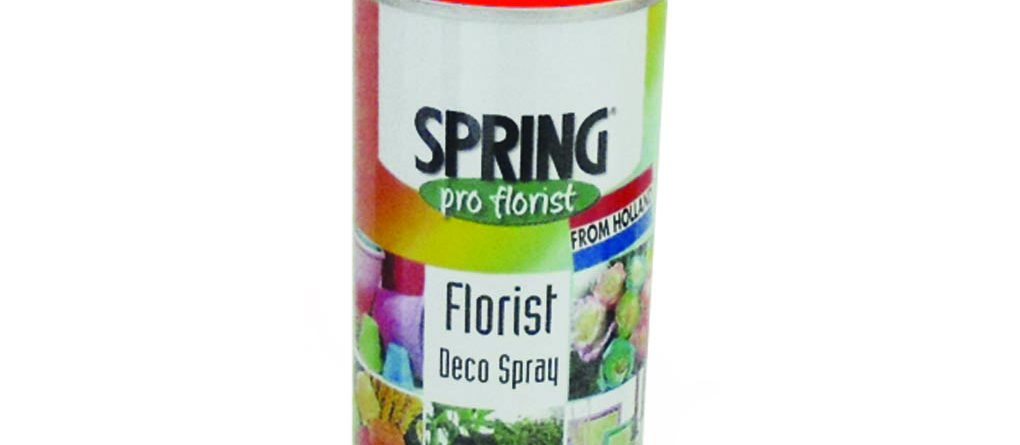 SPRING
pro florist
FROM HOLLAND
Florist
Deco Spray